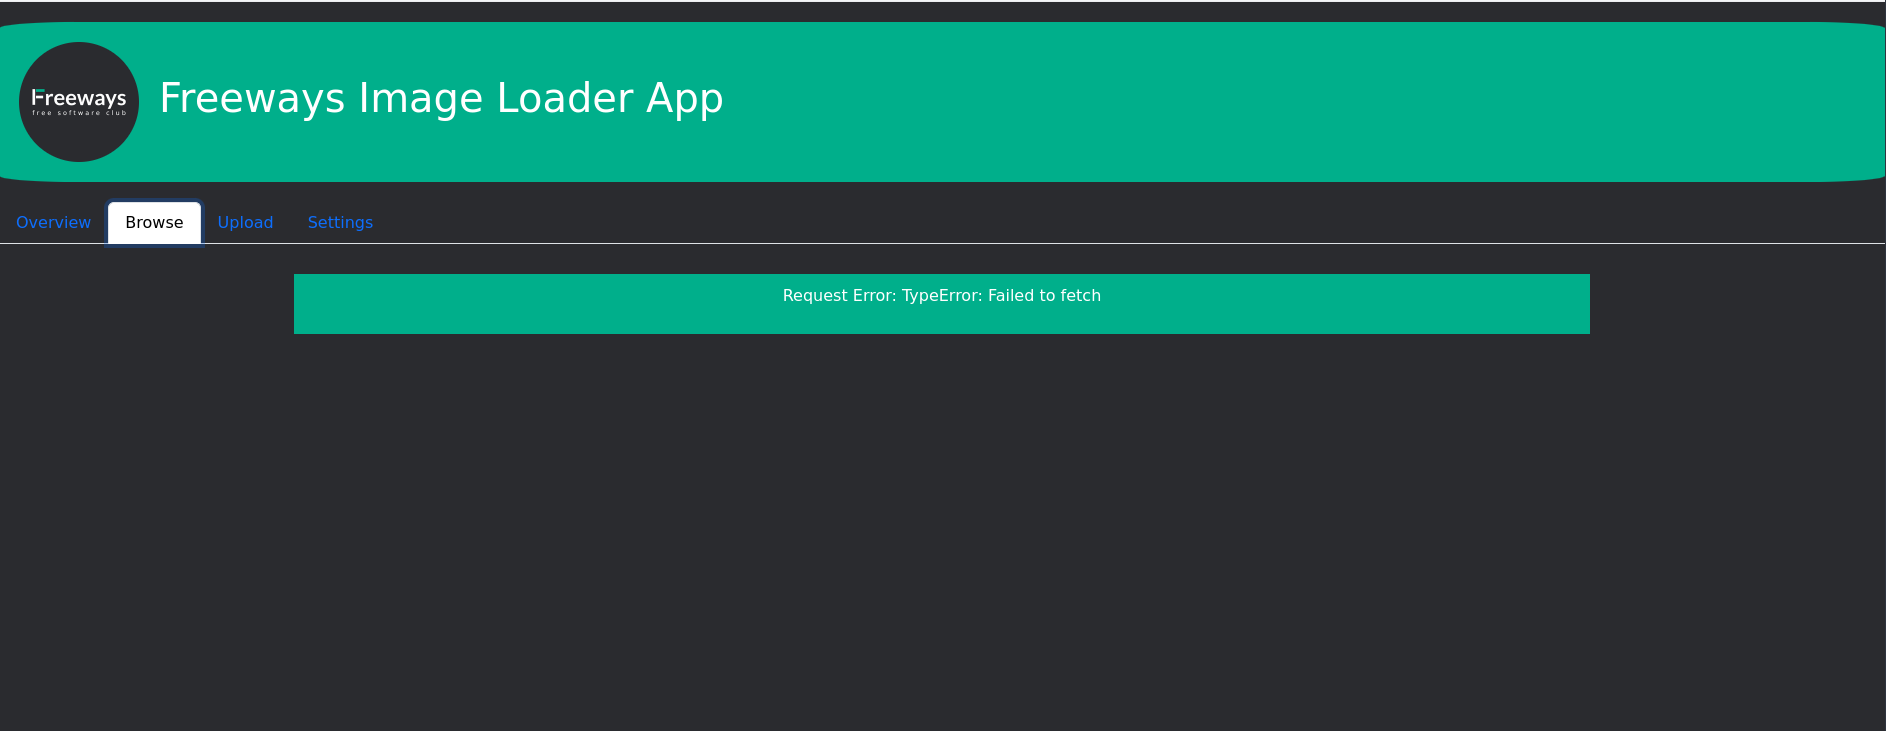 Freeways
free software club
Freeways Image Loader App
Overview Browse Upload Settings
Request Error: TypeError: Failed to fetch